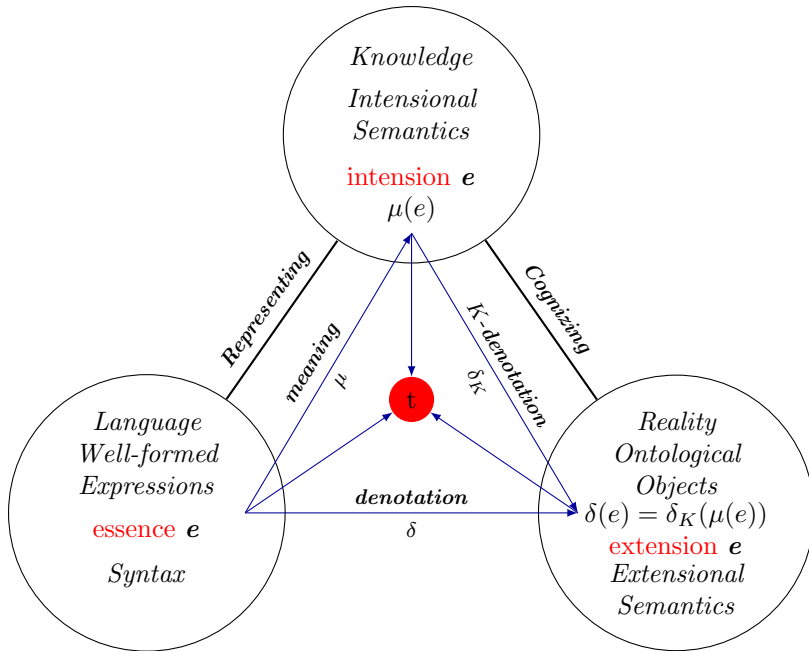 Knowledge
Intensional
Semantics
intension e
μ(e)
Representing
Cognizing
meaning
μ
K-denotation
δ_K
t
Language
Well-formed
Expressions
essence e
Syntax
denotation
δ
Reality
Ontological
Objects
δ(e) = δ_K(μ(e))
extension e
Extensional
Semantics